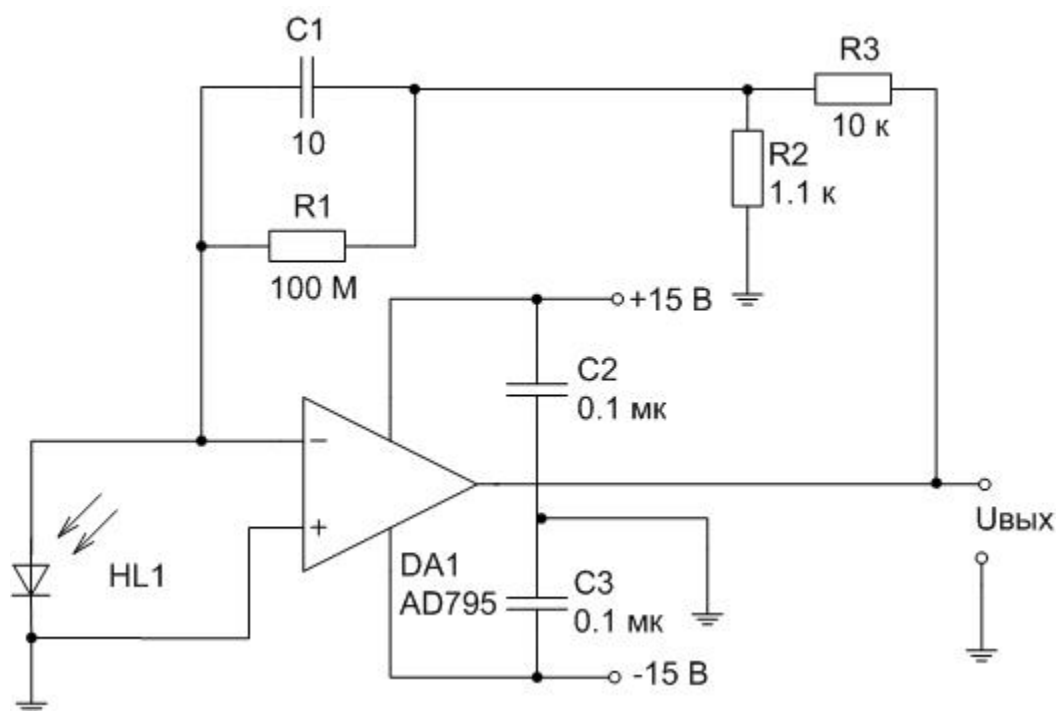 C1
10
R3
10 к
R2
1.1 к
R1
100 М
+15 В
C2
0.1 мк
−
+
Uвых
HL1
DA1
AD795
C3
0.1 мк
-15 В